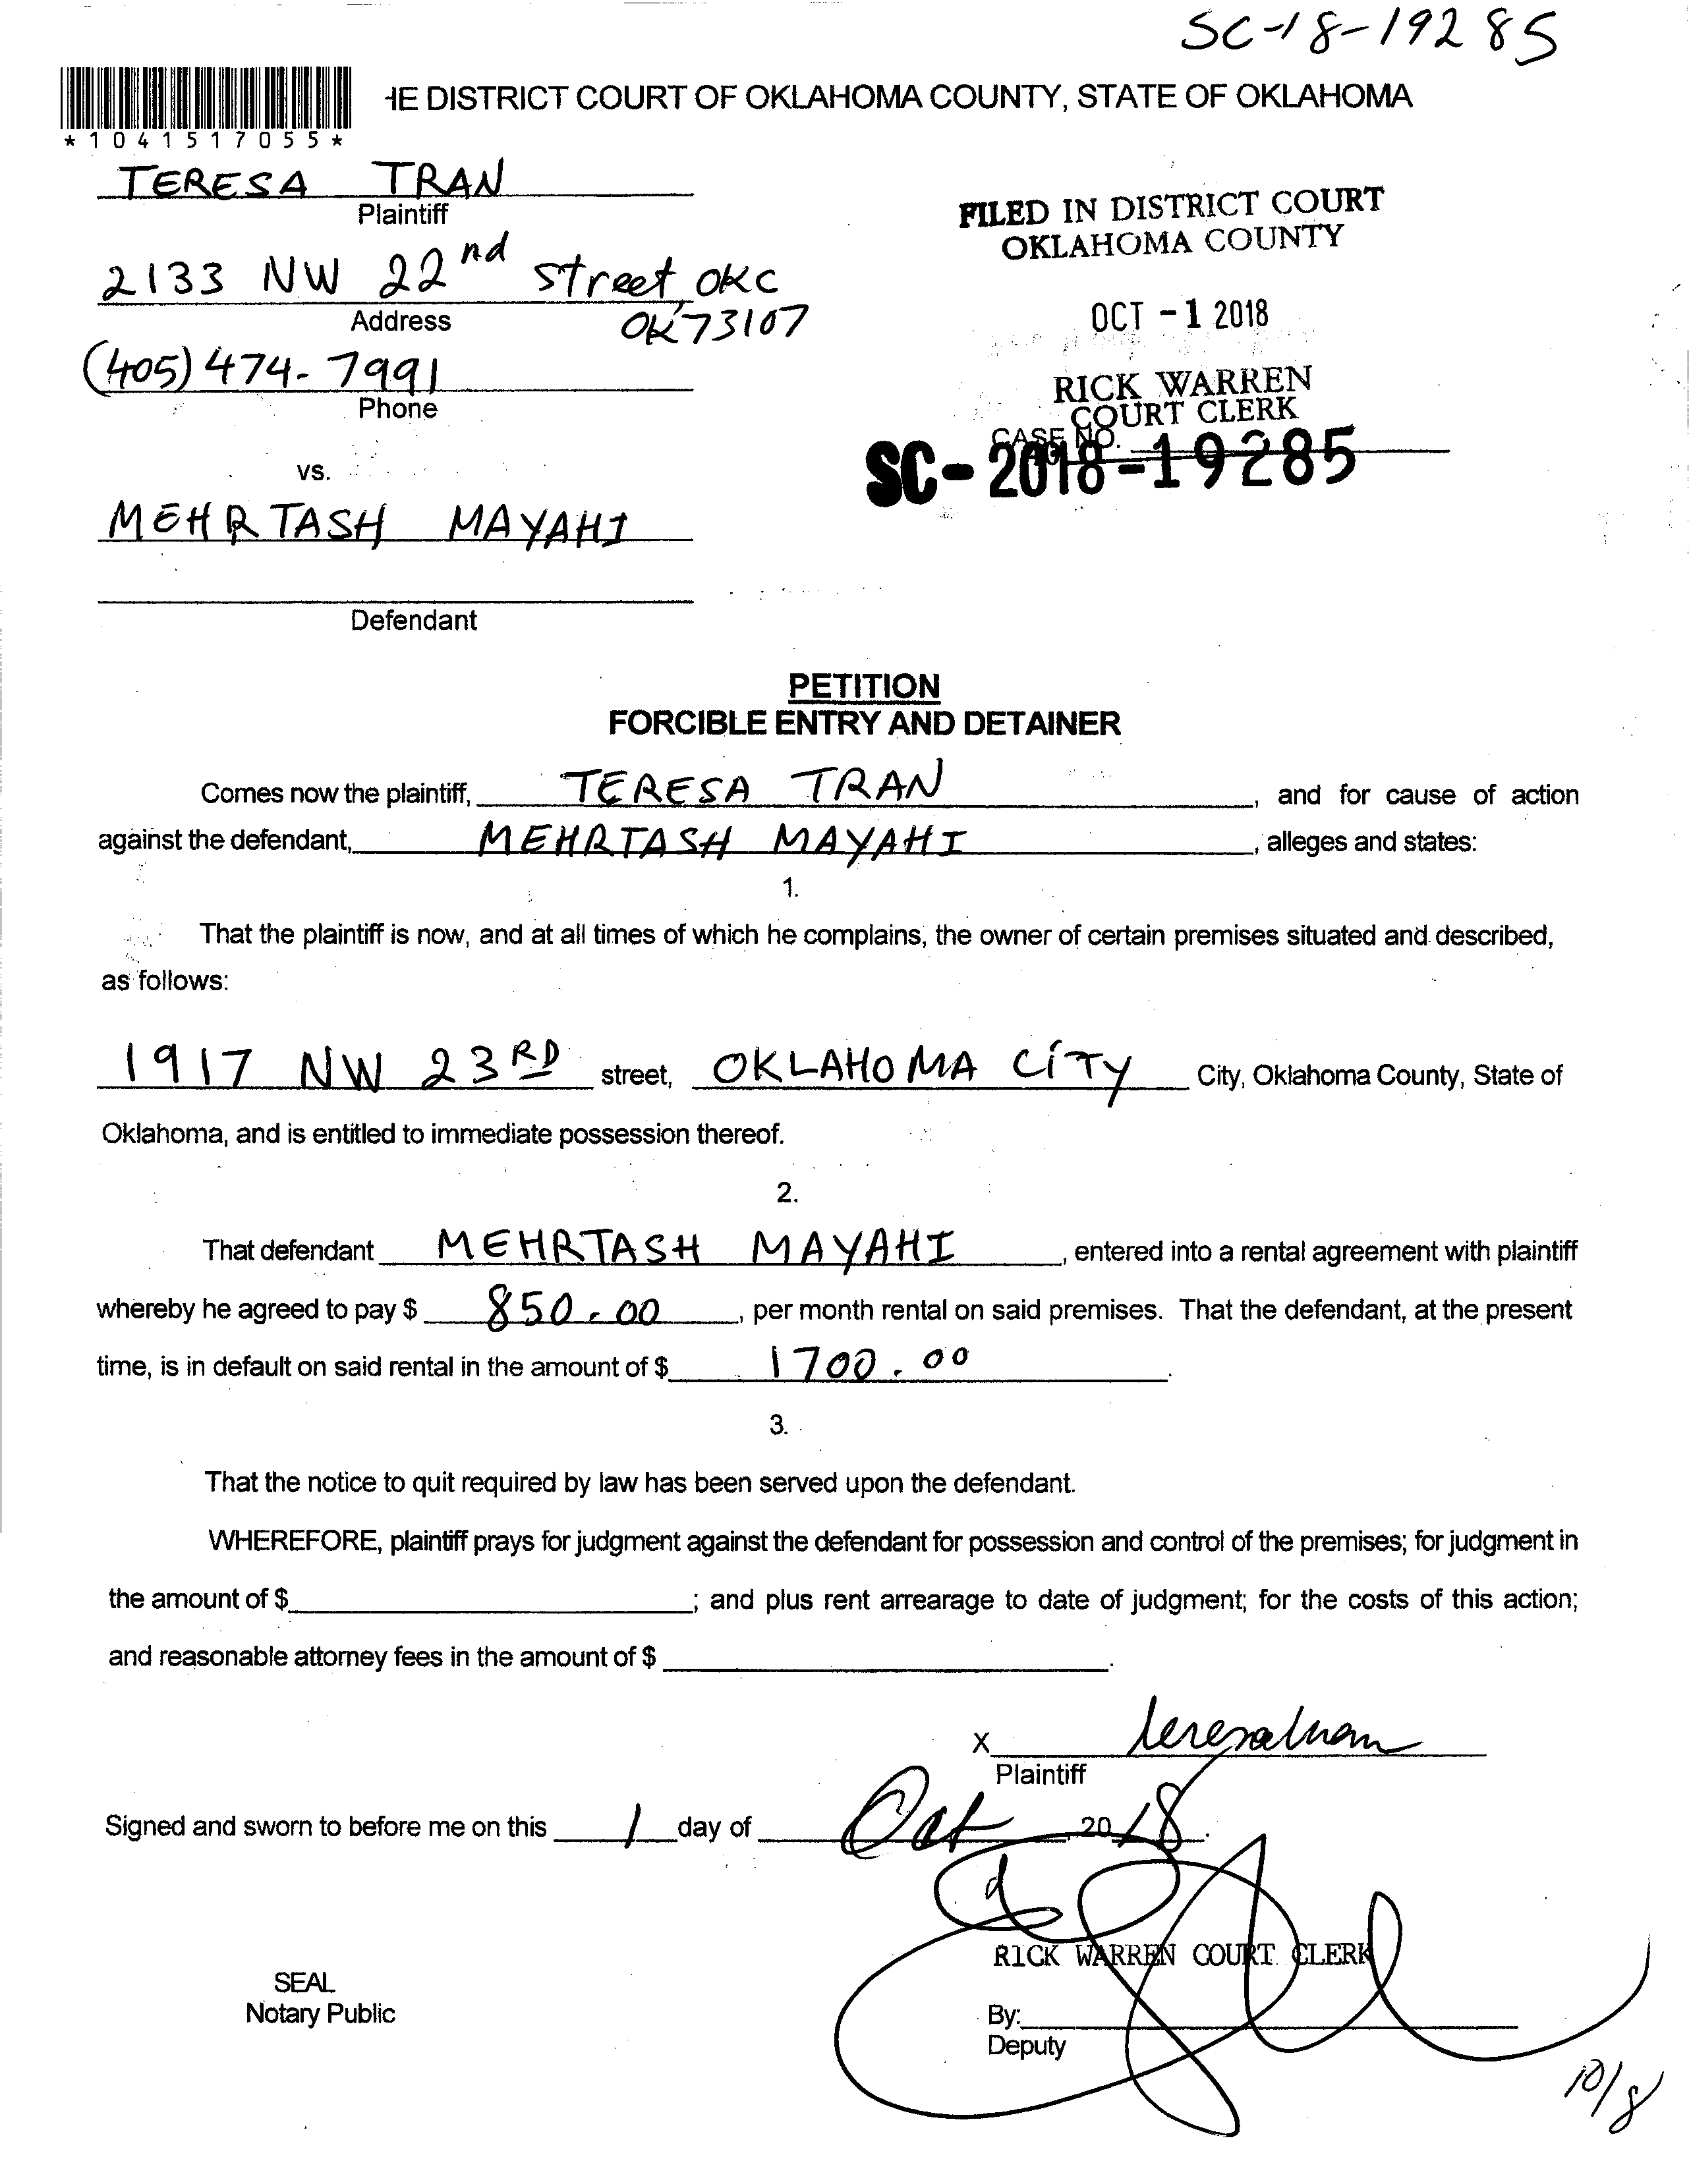 SC-18-19285
HE DISTRICT COURT OF OKLAHOMA COUNTY, STATE OF OKLAHOMA
*1041517055*
TERESA TRAN
Plaintiff
FILED IN DISTRICT COURT
OKLAHOMA COUNTY
2133 NW 22nd Street, OKC
Address
OK 73107
OCT - 1 2018
(405) 474-7991
Phone
RICK WARREN
COURT CLERK
CASE NO.
SC-2018-19285
vs.
MEHRTASH MAYAHI
Defendant
PETITION
FORCIBLE ENTRY AND DETAINER
Comes now the plaintiff, TERESA TRAN, and for cause of action
against the defendant, MEHRTASH MAYAHI, alleges and states:
1.
That the plaintiff is now, and at all times of which he complains, the owner of certain premises situated and described,
as follows:
1917 NW 23RD street, OKLAHOMA CITY City, Oklahoma County, State of
Oklahoma, and is entitled to immediate possession thereof.
2.
That defendant MEHRTASH MAYAHI, entered into a rental agreement with plaintiff
whereby he agreed to pay $ 850.00, per month rental on said premises. That the defendant, at the present
time, is in default on said rental in the amount of $ 1700.00.
3.
That the notice to quit required by law has been served upon the defendant.
WHEREFORE, plaintiff prays for judgment against the defendant for possession and control of the premises; for judgment in
the amount of $; and plus rent arrearage to date of judgment; for the costs of this action;
and reasonable attorney fees in the amount of $.
X teresatran
Plaintiff
Signed and sworn to before me on this 1 day of Oct, 2018.
RICK WARREN COURT CLERK
SEAL
Notary Public
By:
Deputy
10/8